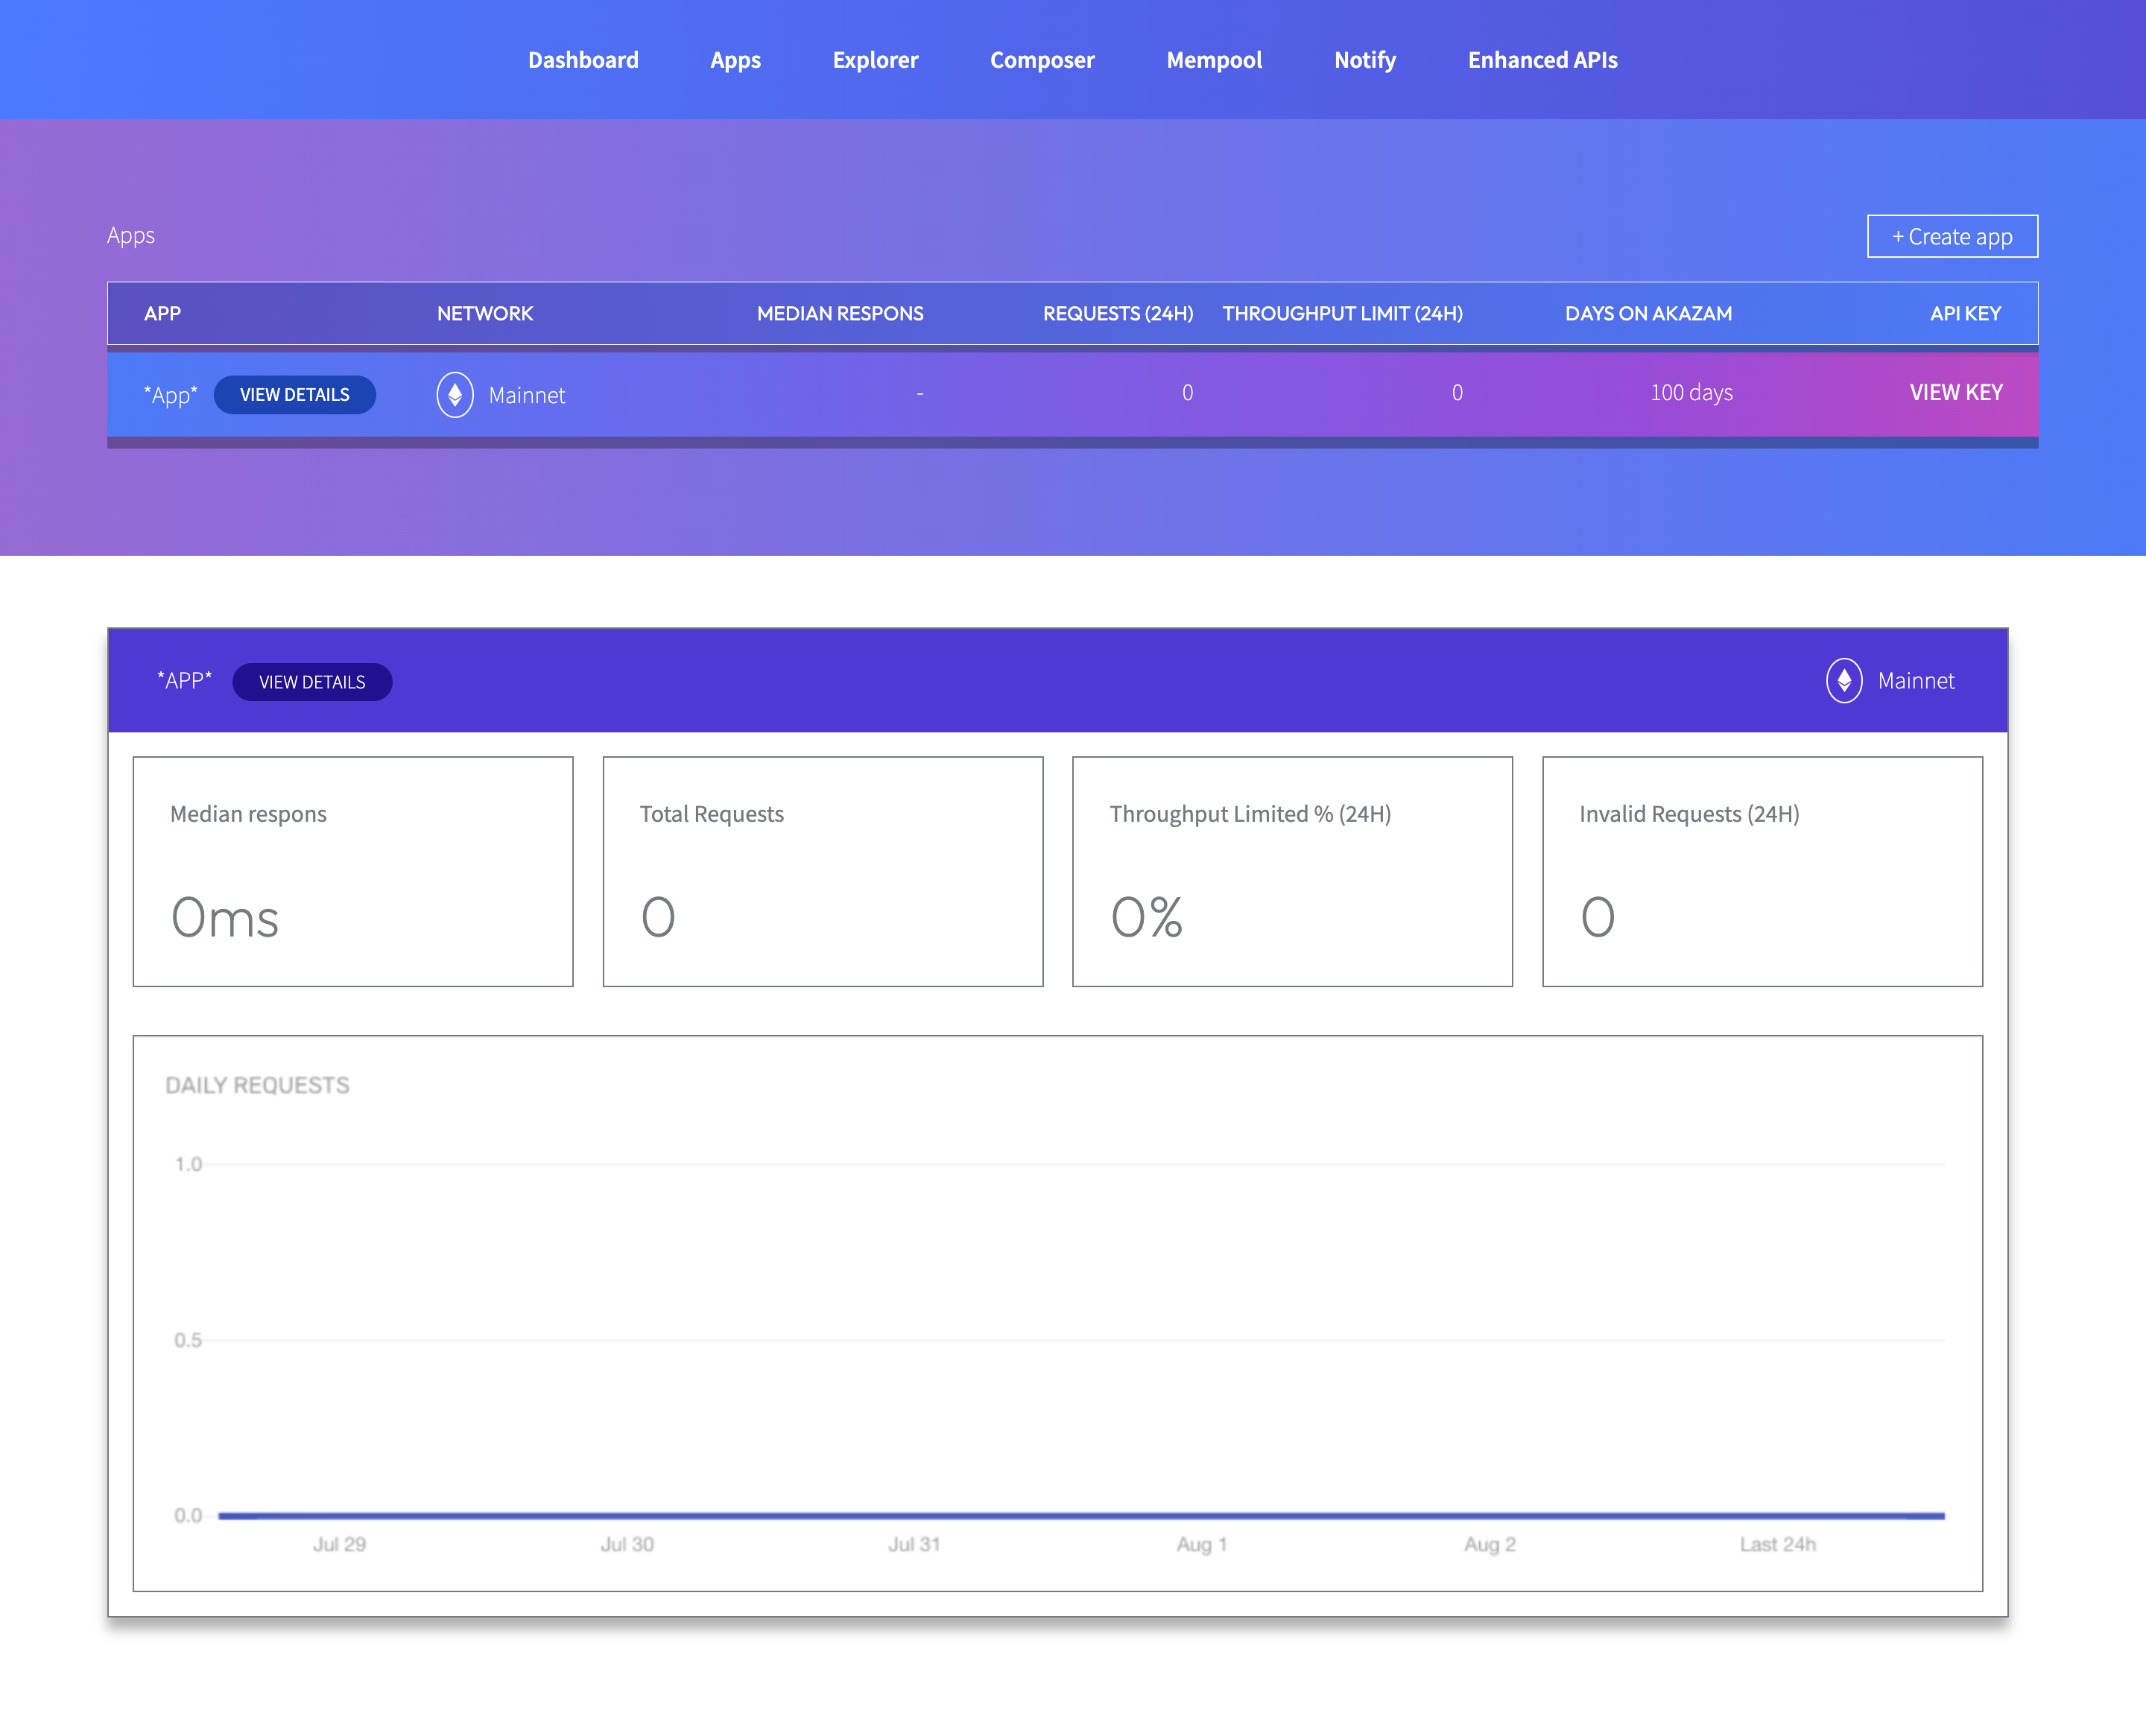 Dashboard Apps Explorer Composer Mempool Notify Enhanced APIs
Apps
+ Create app
APP NETWORK MEDIAN RESPONS REQUESTS (24H) THROUGHPUT LIMIT (24H) DAYS ON AKAZAM API KEY
*App* VIEW DETAILS Mainnet - 0 0 100 days VIEW KEY
*APP* VIEW DETAILS Mainnet
Median respons Total Requests Throughput Limited % (24H) Invalid Requests (24H)
0ms 0 0% 0
DAILY REQUESTS
1.0
0.5
0.0
Jul 29 Jul 30 Jul 31 Aug 1 Aug 2 Last 24h